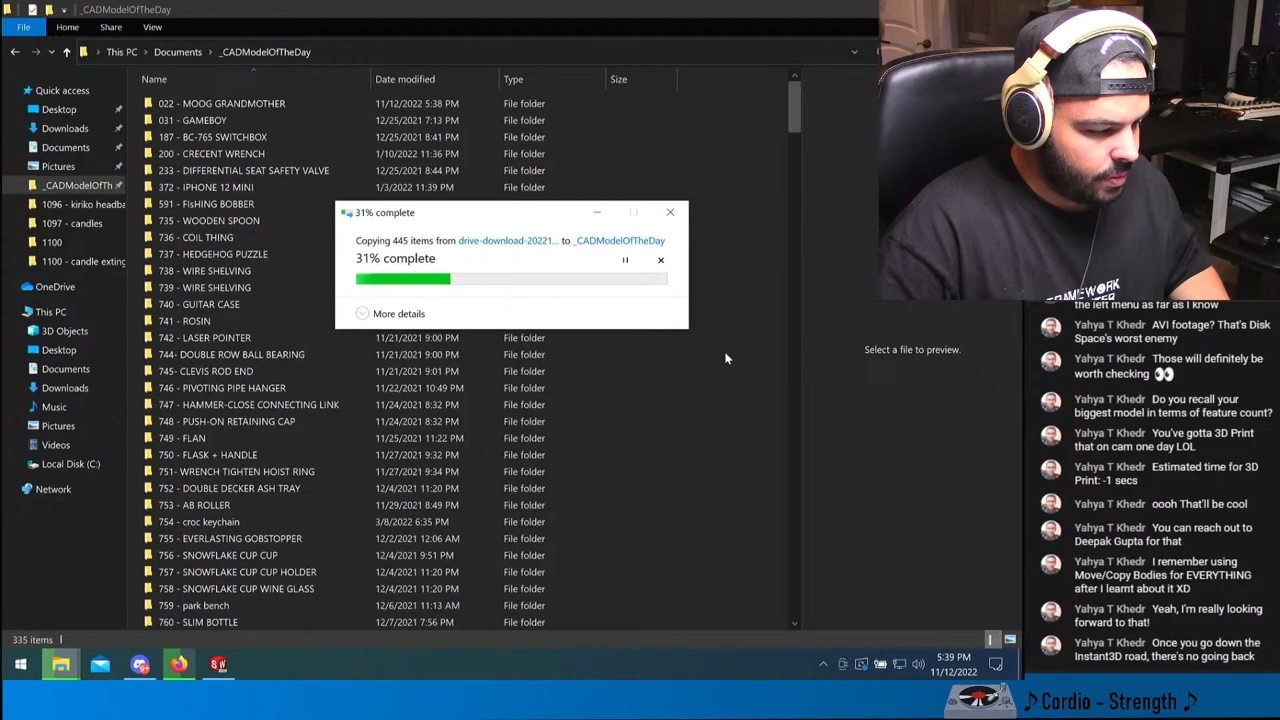 _CADModelOfTheDay
File
Home
Share
View
This PC
Documents
_CADModelOfTheDay
Name
Date modified
Type
Size
Quick access
Desktop
Downloads
Documents
Pictures
_CADModelOfTh
1096 - kiriko headba
1097 - candles
1100
1100 - candle exting
OneDrive
This PC
3D Objects
Desktop
Documents
Downloads
Music
Pictures
Videos
Local Disk (C:)
Network
022 - MOOG GRANDMOTHER 11/12/2022 5:38 PM File folder
031 - GAMEBOY 12/25/2021 7:13 PM File folder
187 - BC-765 SWITCHBOX 12/25/2021 8:41 PM File folder
200 - CRECENT WRENCH 1/10/2022 11:36 PM File folder
233 - DIFFERENTIAL SEAT SAFETY VALVE 12/25/2021 8:44 PM File folder
372 - IPHONE 12 MINI 1/3/2022 11:39 PM File folder
591 - FIsHING BOBBER
735 - WOODEN SPOON
736 - COIL THING
737 - HEDGEHOG PUZZLE
738 - WIRE SHELVING
739 - WIRE SHELVING
740 - GUITAR CASE
741 - ROSIN
742 - LASER POINTER 11/21/2021 9:00 PM File folder
744- DOUBLE ROW BALL BEARING 11/21/2021 9:00 PM File folder
745- CLEVIS ROD END 11/21/2021 9:01 PM File folder
746 - PIVOTING PIPE HANGER 11/22/2021 10:49 PM File folder
747 - HAMMER-CLOSE CONNECTING LINK 11/24/2021 8:32 PM File folder
748 - PUSH-ON RETAINING CAP 11/24/2021 8:32 PM File folder
749 - FLAN 11/25/2021 11:22 PM File folder
750 - FLASK + HANDLE 11/27/2021 9:32 PM File folder
751- WRENCH TIGHTEN HOIST RING 11/27/2021 9:34 PM File folder
752 - DOUBLE DECKER ASH TRAY 12/4/2021 11:20 PM File folder
753 - AB ROLLER 11/29/2021 8:49 PM File folder
754 - croc keychain 3/8/2022 6:35 PM File folder
755 - EVERLASTING GOBSTOPPER 12/2/2021 12:06 AM File folder
756 - SNOWFLAKE CUP CUP 12/4/2021 9:51 PM File folder
757 - SNOWFLAKE CUP CUP HOLDER 12/4/2021 11:20 PM File folder
758 - SNOWFLAKE CUP WINE GLASS 12/4/2021 11:20 PM File folder
759 - park bench 12/6/2021 11:13 AM File folder
760 - SLIM BOTTLE 12/7/2021 7:56 PM File folder
31% complete
Copying 445 items from drive-download-20221... to _CADModelOfTheDay
31% complete
More details
Select a file to preview.
335 items
5:39 PM
11/12/2022
the left menu as far as I know
Yahya T Khedr AVI footage? That's Disk
Space's worst enemy
Yahya T Khedr Those will definitely be
worth checking 👀
Yahya T Khedr Do you recall your
biggest model in terms of feature count?
Yahya T Khedr You've gotta 3D Print
that on cam one day LOL
Yahya T Khedr Estimated time for 3D
Print: -1 secs
Yahya T Khedr oooh That'll be cool
Yahya T Khedr You can reach out to
Deepak Gupta for that
Yahya T Khedr I remember using
Move/Copy Bodies for EVERYTHING
after I learnt about it XD
Yahya T Khedr Yeah, I'm really looking
forward to that!
Yahya T Khedr Once you go down the
Instant3D road, there's no going back
♪ Cordio - Strength ♪